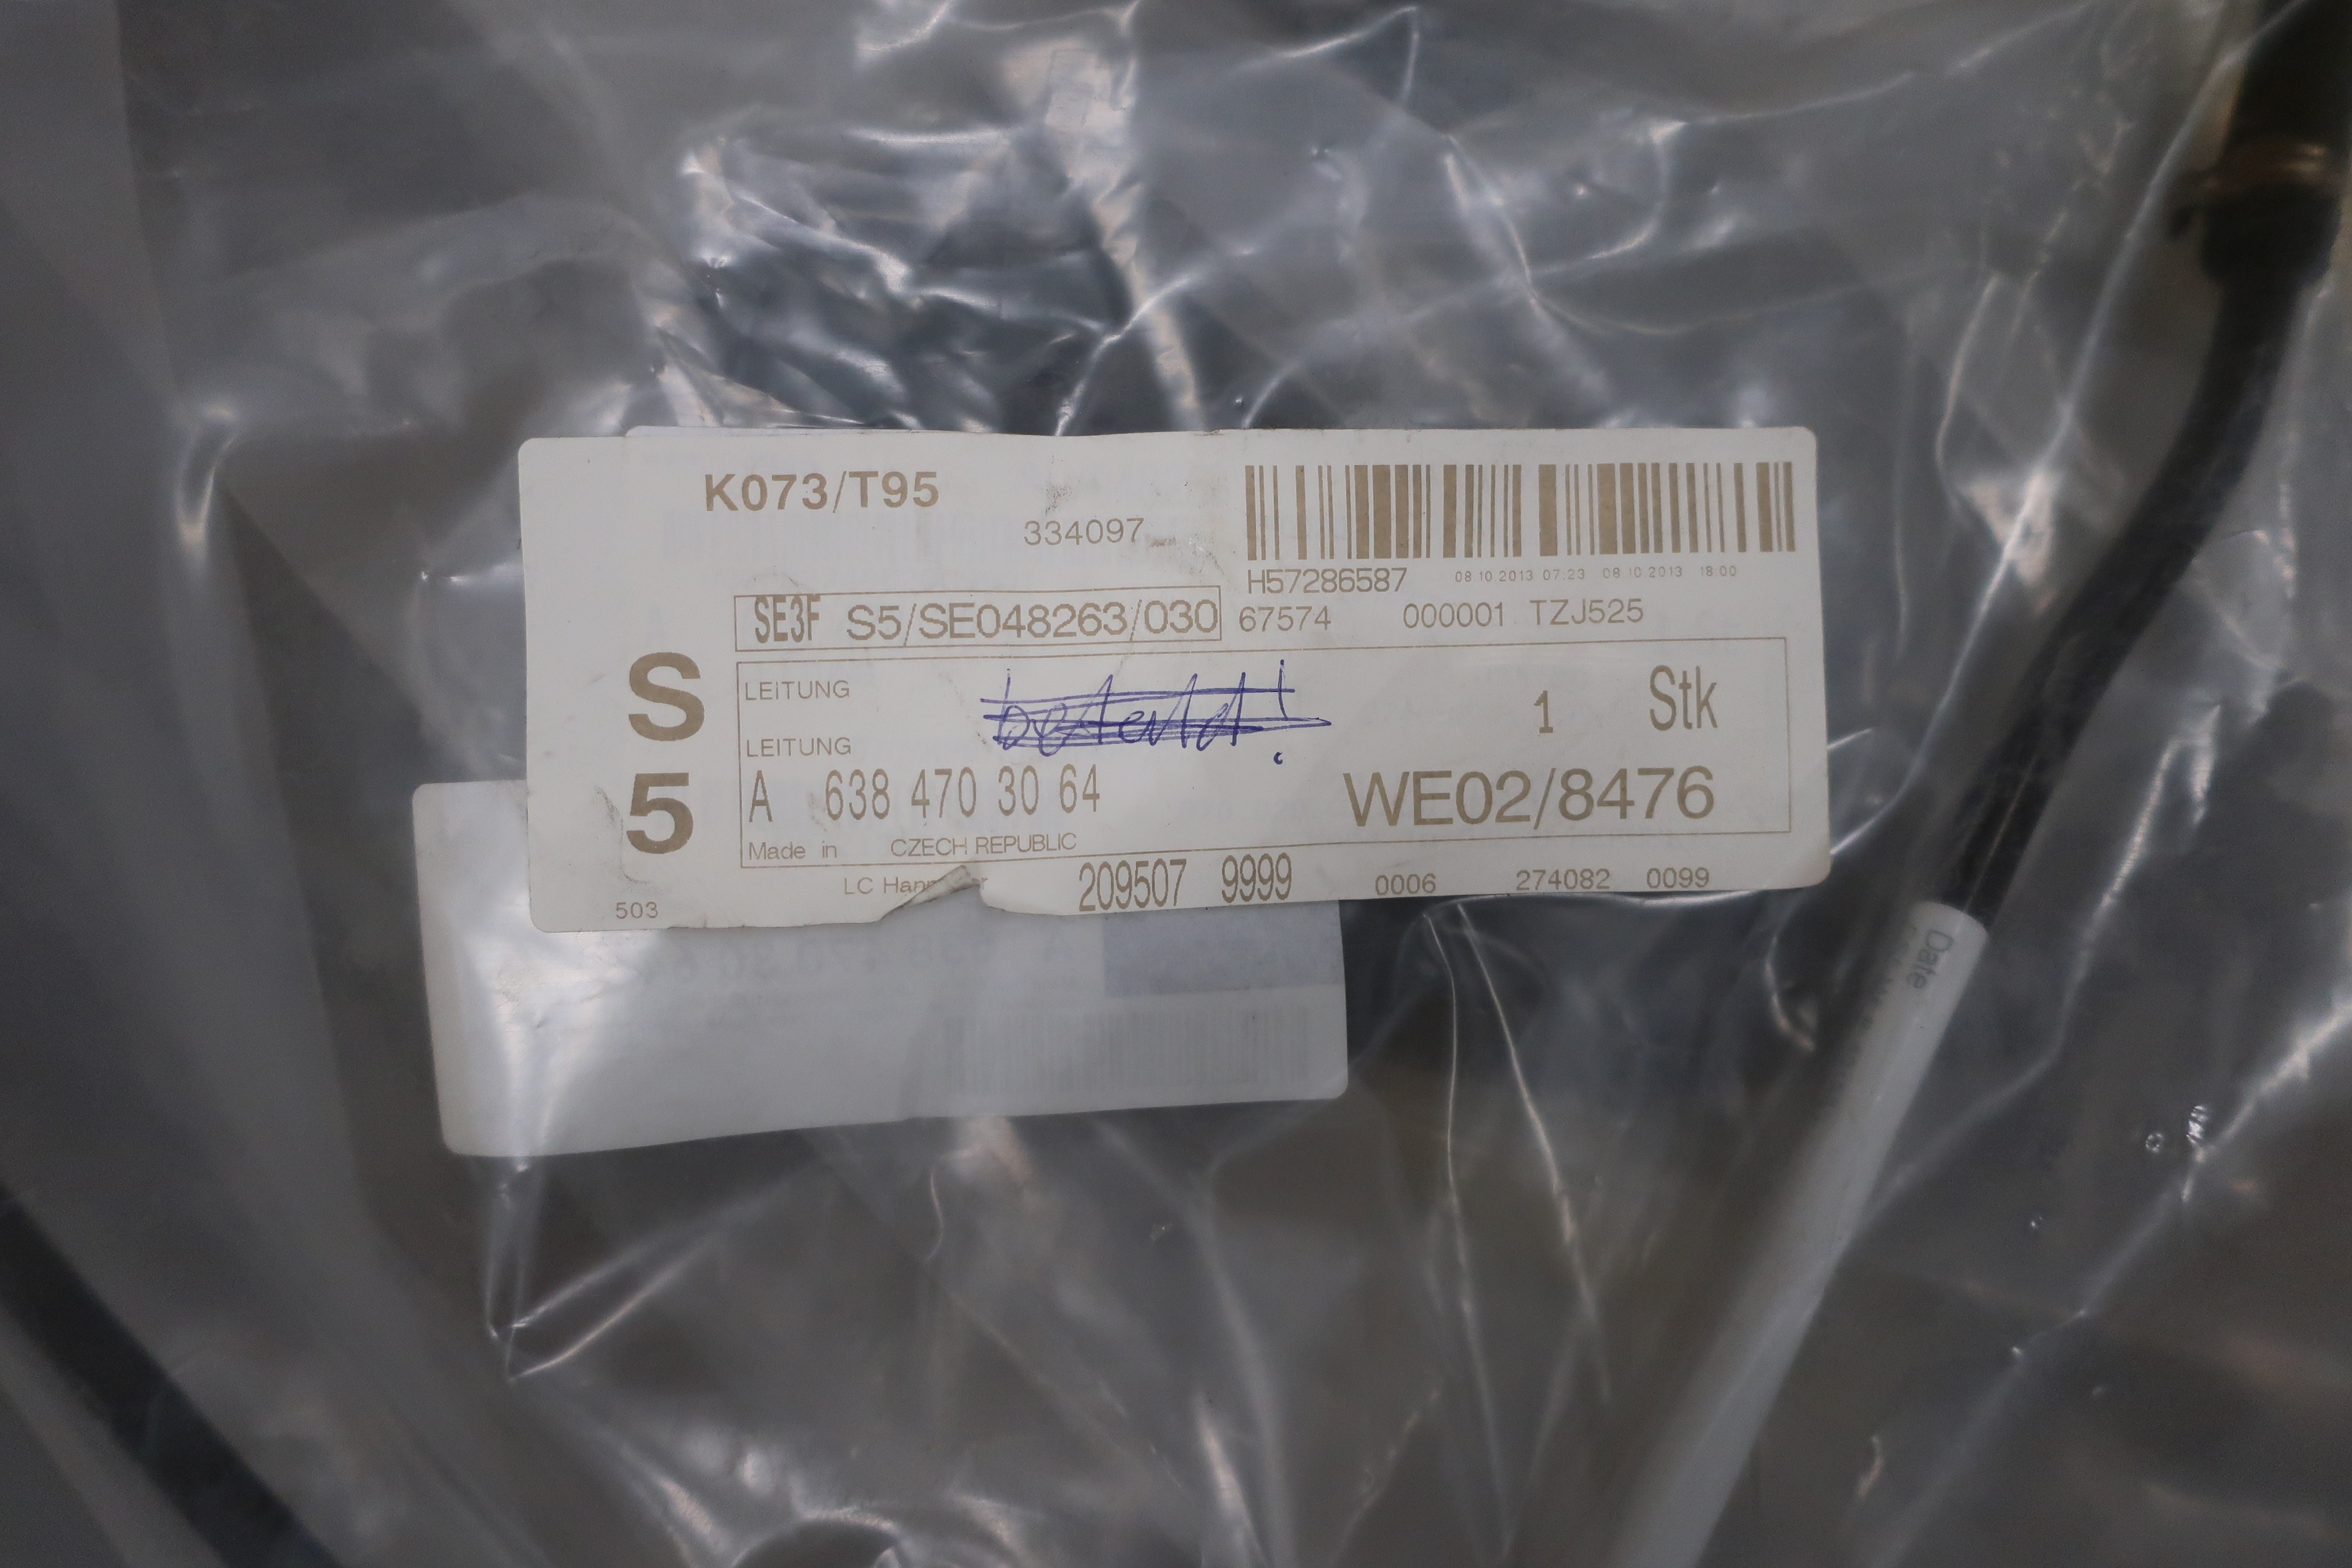 K073/T95
334097
H57286587 08 10 2013 07:23 08 10 2013 18:00
SE3F S5/SE048263/030 67574 000001 TZJ525
S
5
LEITUNG
1 Stk
LEITUNG
A 638 470 30 64 WE02/8476
Made in CZECH REPUBLIC
LC 209507 9999 0006 274082 0099
503
Date